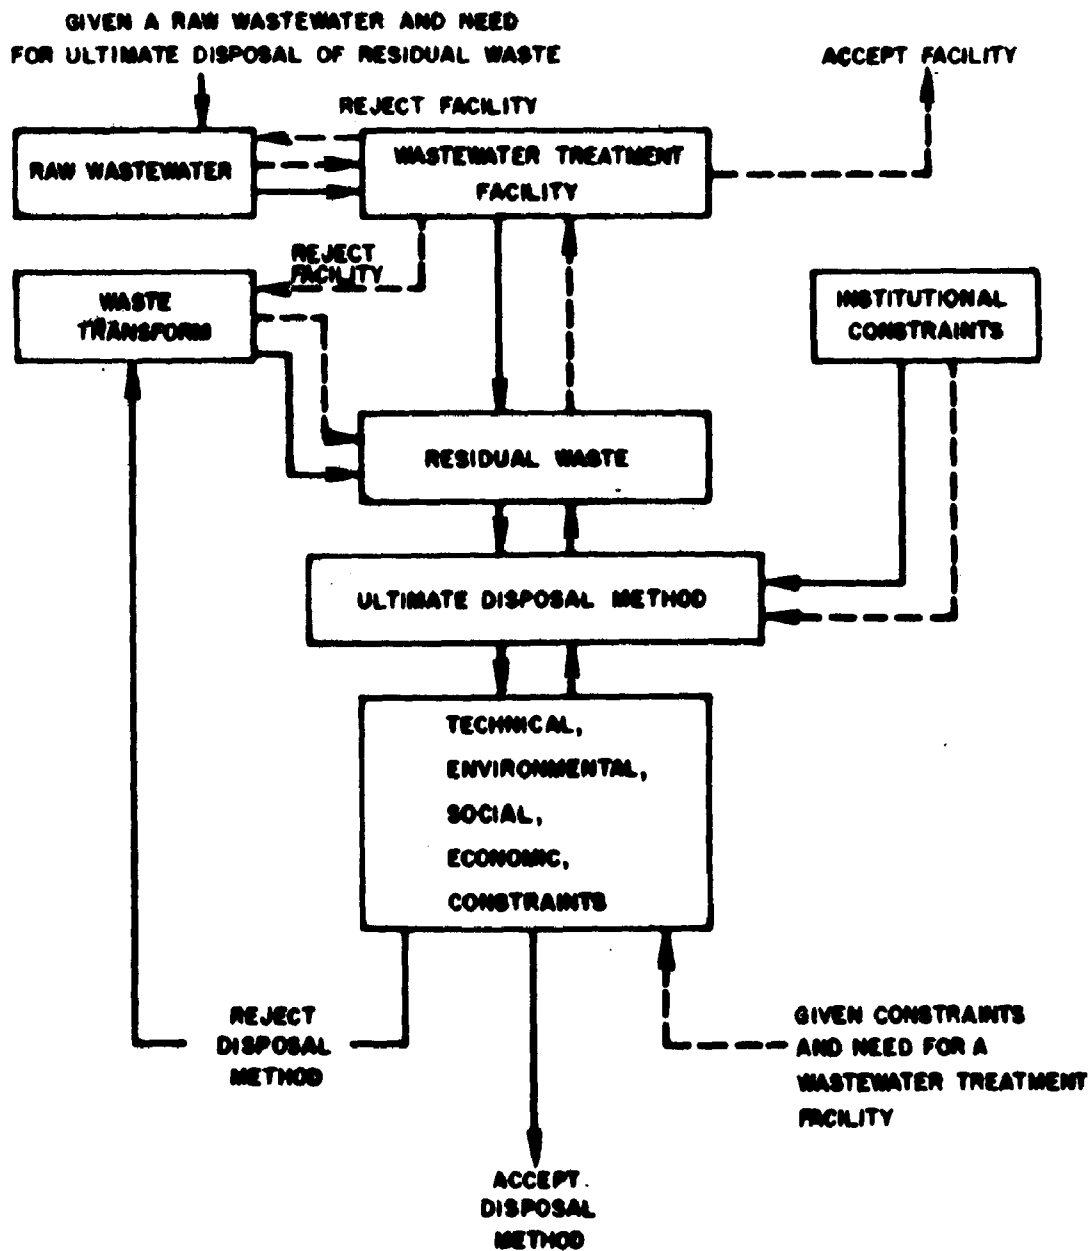 GIVEN A RAW WASTEWATER AND NEED
FOR ULTIMATE DISPOSAL OF RESIDUAL WASTE
ACCEPT FACILITY
REJECT FACILITY
RAW WASTEWATER
WASTEWATER TREATMENT
FACILITY
REJECT
FACILITY
WASTE
TRANSFORM
INSTITUTIONAL
CONSTRAINTS
RESIDUAL WASTE
ULTIMATE DISPOSAL METHOD
TECHNICAL,
ENVIRONMENTAL,
SOCIAL,
ECONOMIC,
CONSTRAINTS
REJECT
DISPOSAL
METHOD
GIVEN CONSTRAINTS
AND NEED FOR A
WASTEWATER TREATMENT
FACILITY
ACCEPT
DISPOSAL
METHOD